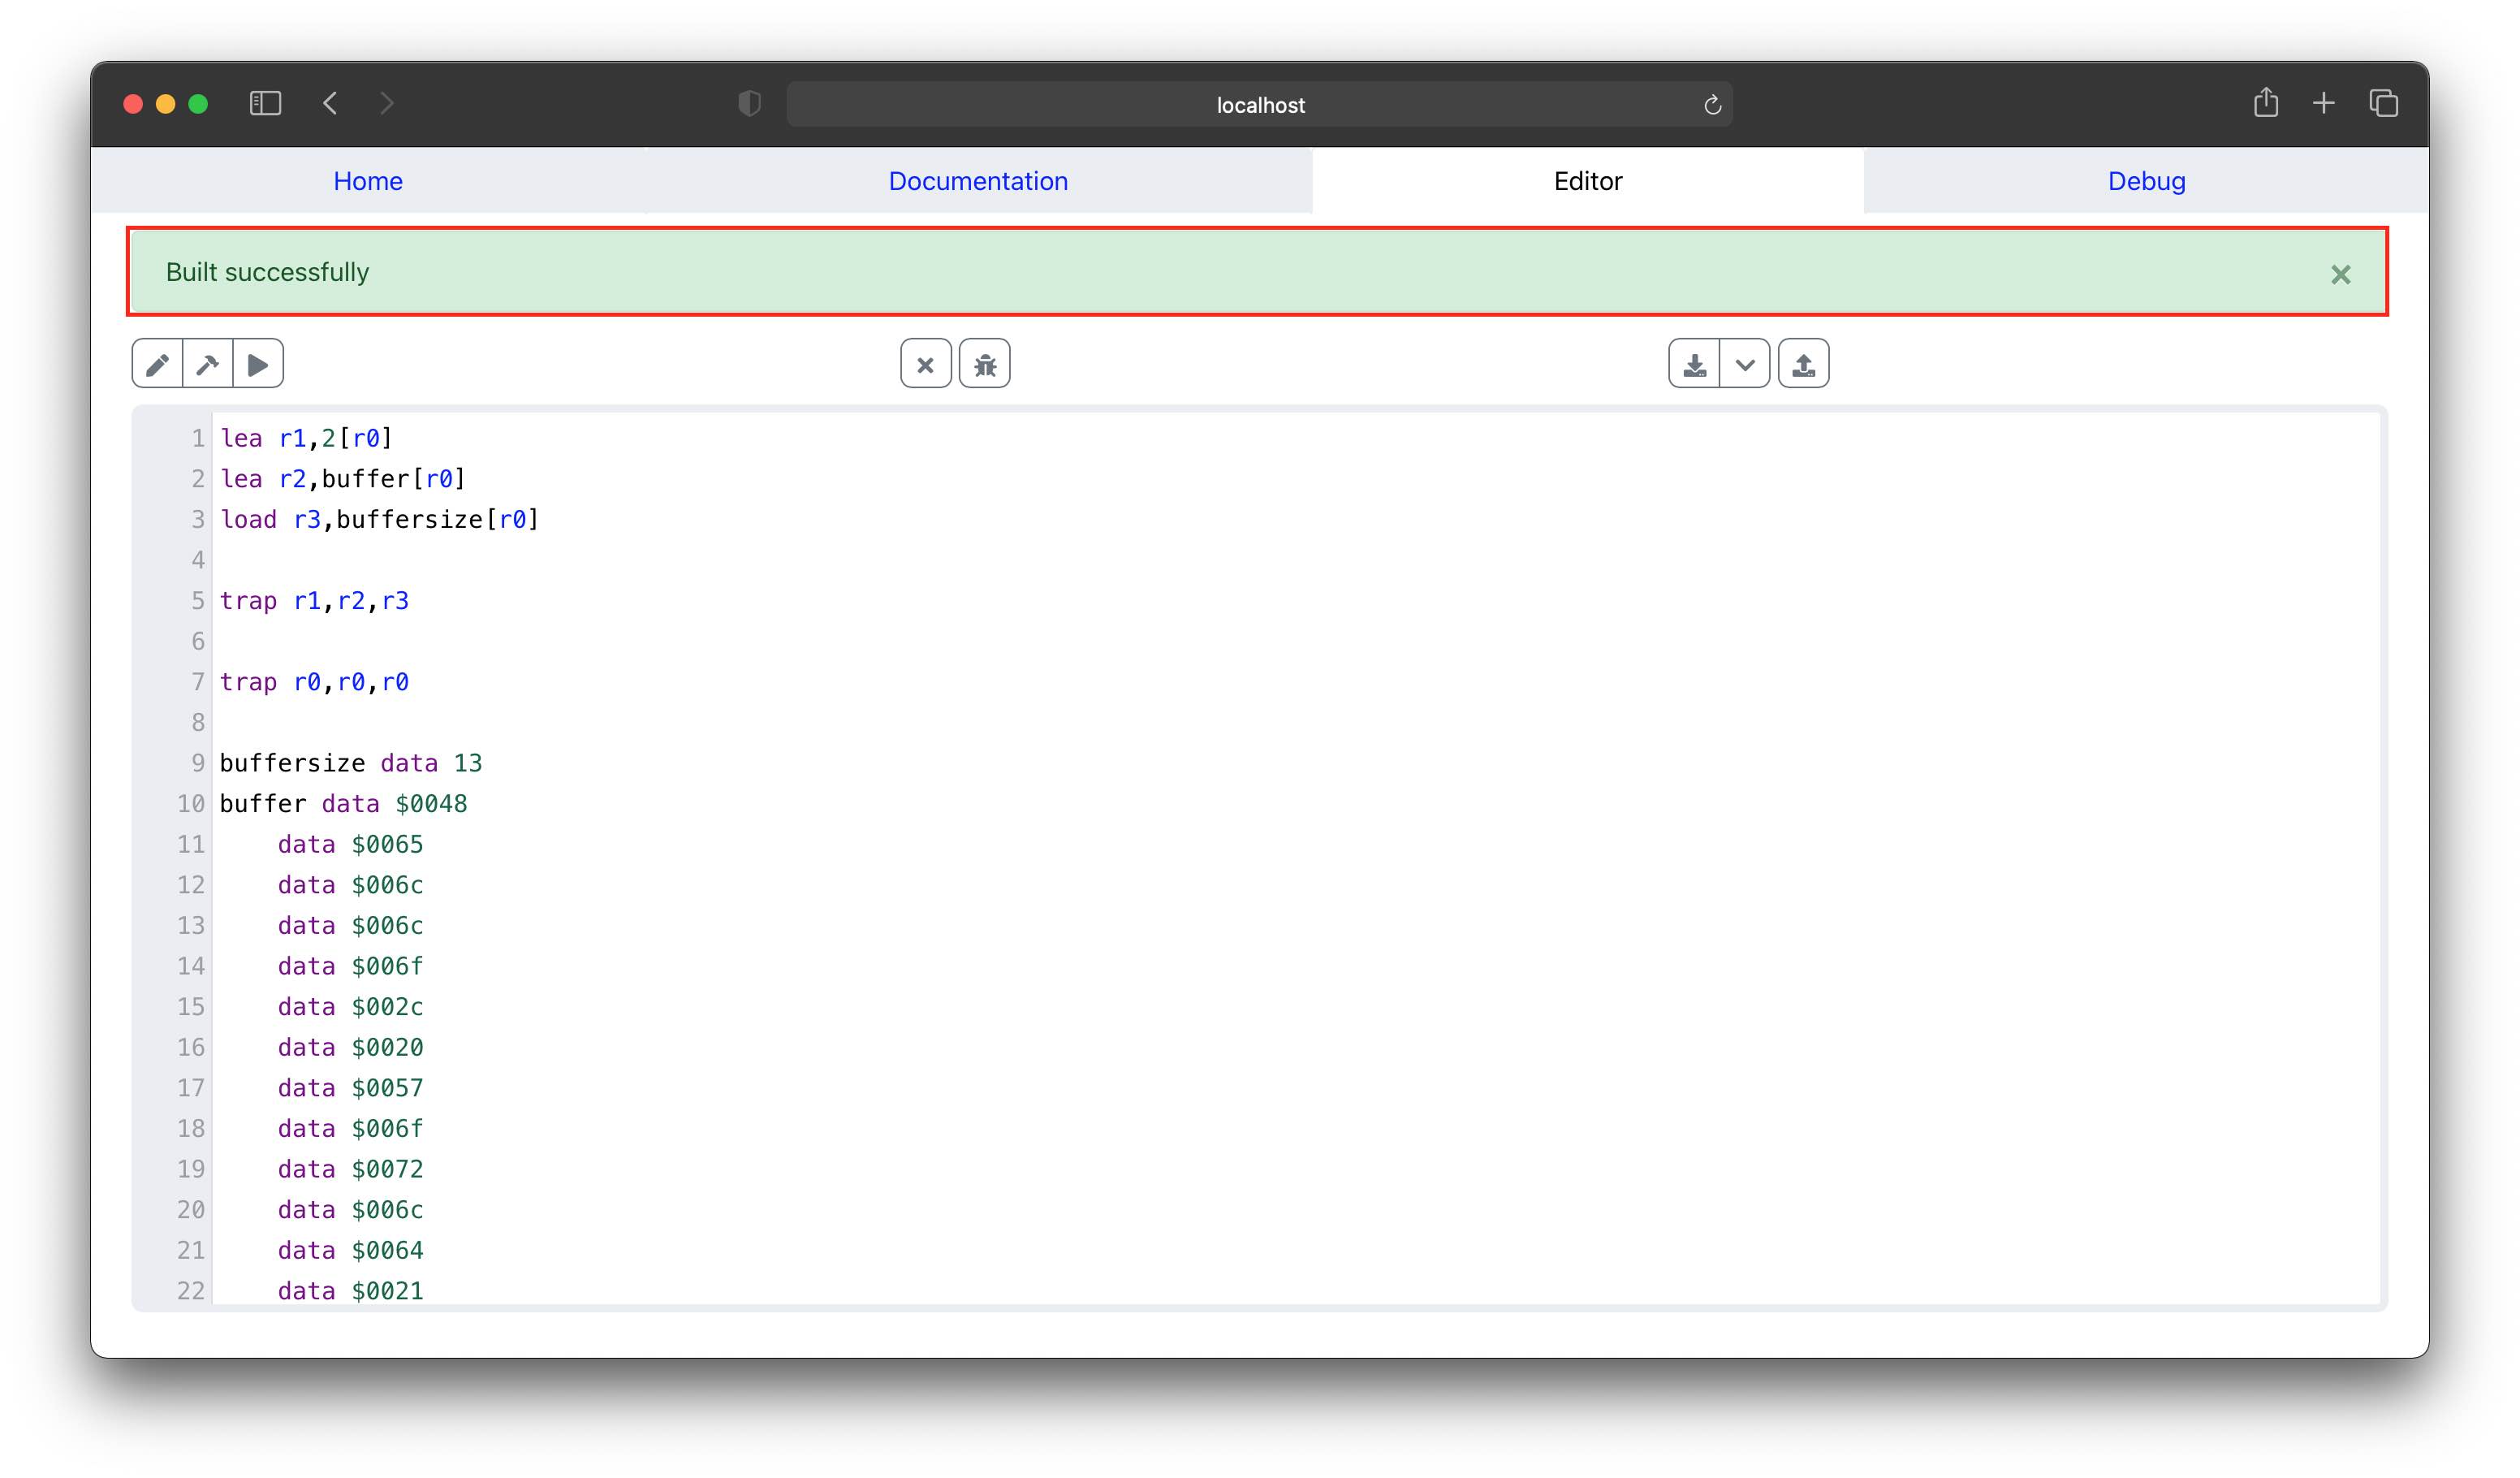 localhost
Home Documentation Editor Debug
Built successfully
1 lea r1,2[r0]
2 lea r2,buffer[r0]
3 load r3,buffersize[r0]
4
5 trap r1,r2,r3
6
7 trap r0,r0,r0
8
9 buffersize data 13
10 buffer data $0048
11     data $0065
12     data $006c
13     data $006c
14     data $006f
15     data $002c
16     data $0020
17     data $0057
18     data $006f
19     data $0072
20     data $006c
21     data $0064
22     data $0021